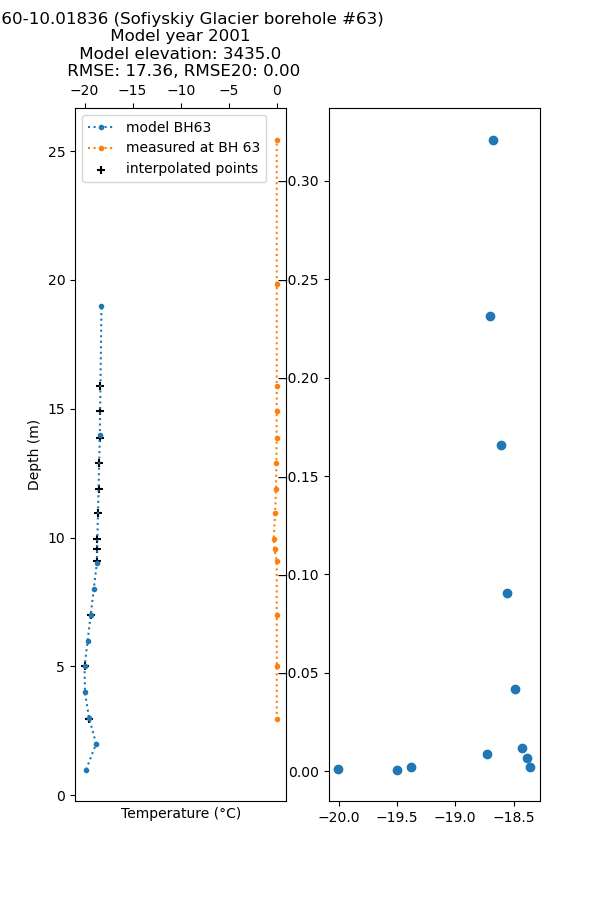 60-10.01836 (Sofiyskiy Glacier borehole #63)
Model year 2001
Model elevation: 3435.0
RMSE: 17.36, RMSE20: 0.00
−20 −15 −10 −5 0
model BH63
measured at BH 63
interpolated points
25
20
15
10
5
0
Depth (m)
Temperature (°C)
0.30
0.25
0.20
0.15
0.10
0.05
0.00
−20.0 −19.5 −19.0 −18.5